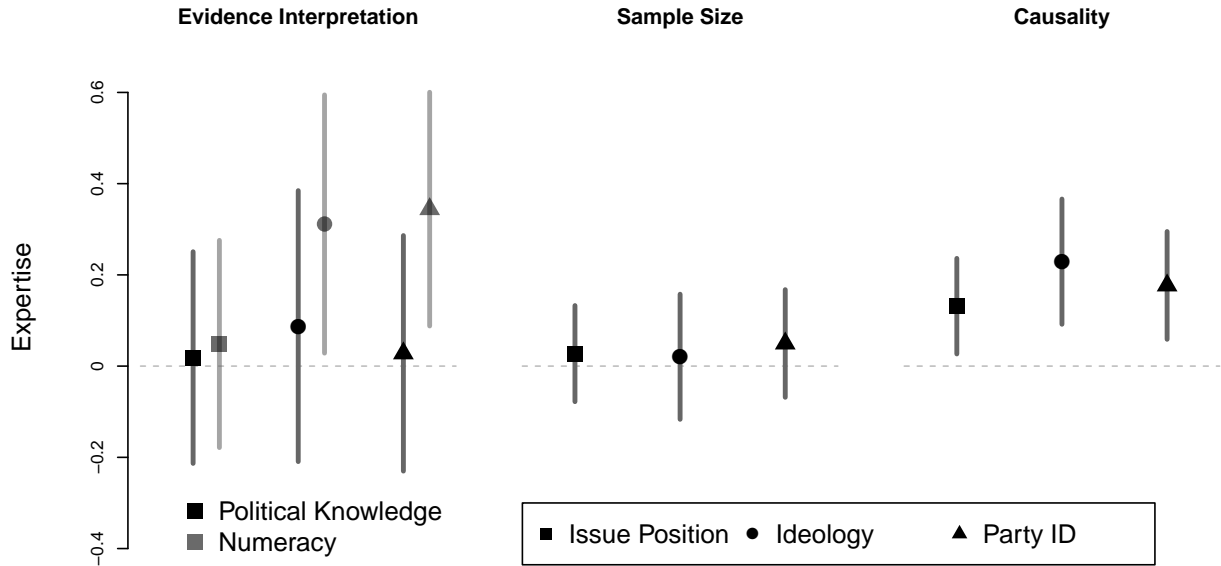 Evidence Interpretation
Sample Size
Causality
Expertise
0.6
0.4
0.2
0
−0.2
−0.4
Political Knowledge
Numeracy
Issue Position
Ideology
Party ID